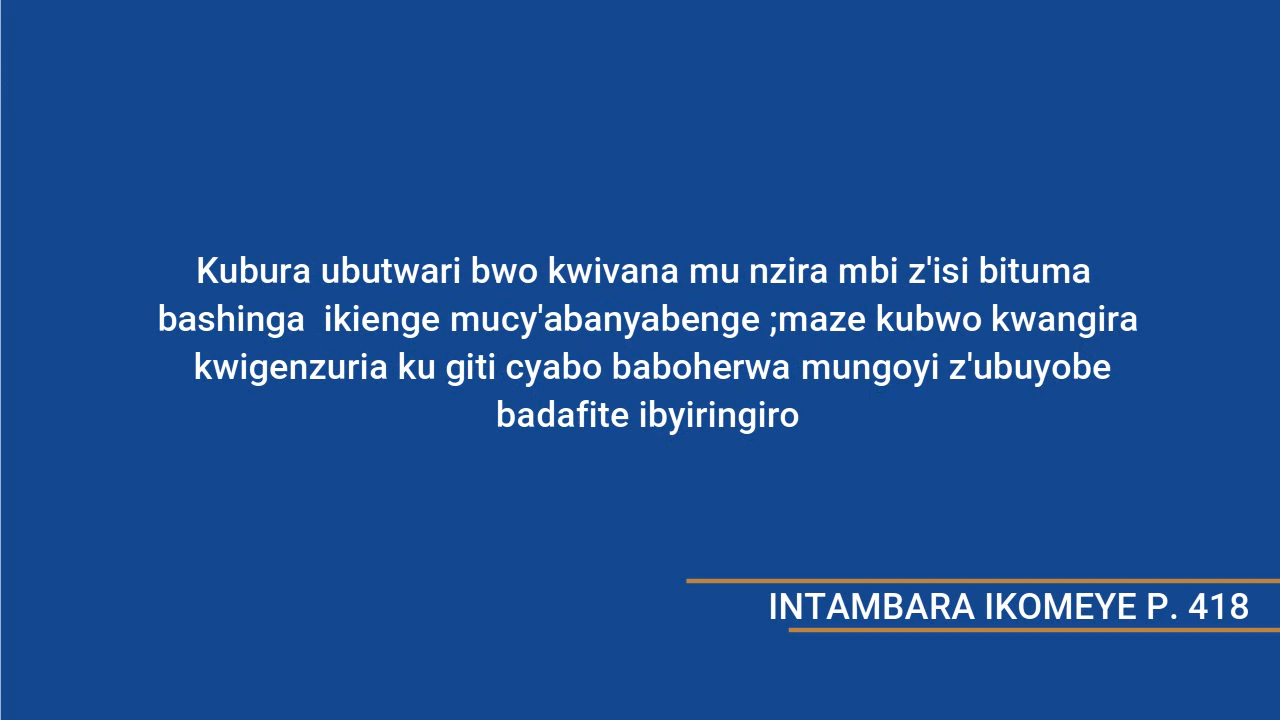 Kubura ubutwari bwo kwivana mu nzira mbi z'isi bituma
bashinga  ikienge mucy'abanyabenge ;maze kubwo kwangira
kwigenzuria ku giti cyabo baboherwa mungoyi z'ubuyobe
badafite ibyiringiro
INTAMBARA IKOMEYE P. 418